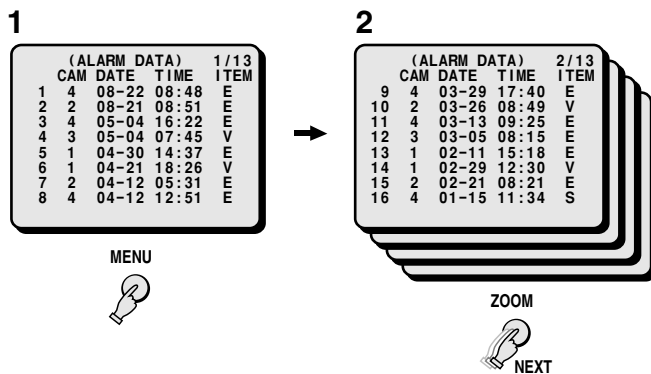 1
(ALARM DATA) 1/13
CAM DATE TIME ITEM
1 4 08-22 08:48 E
2 2 08-21 08:51 E
3 4 05-04 16:22 E
4 3 05-04 07:45 V
5 1 04-30 14:37 E
6 1 04-21 18:26 V
7 2 04-12 05:31 E
8 4 04-12 12:51 E
MENU
2
(ALARM DATA) 2/13
CAM DATE TIME ITEM
9 4 03-29 17:40 E
10 2 03-26 08:49 V
11 4 03-13 09:25 E
12 3 03-05 08:15 E
13 1 02-11 15:18 E
14 1 02-29 12:30 V
15 2 02-21 08:21 E
16 4 01-15 11:34 S
ZOOM
NEXT